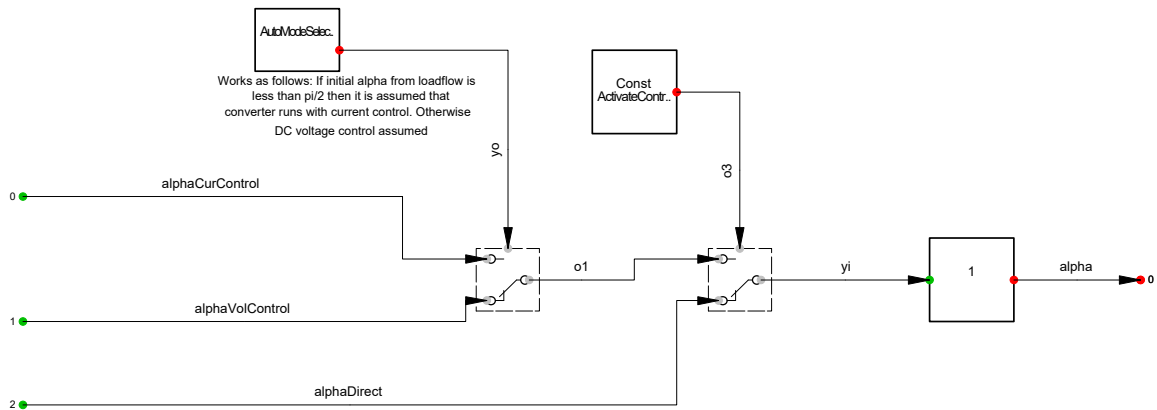 AutoModeSelec..
Works as follows: If initial alpha from loadflow is
less than pi/2 then it is assumed that
converter runs with current control. Otherwise
DC voltage control assumed
Const
ActivateContr..
yo
o3
0
alphaCurControl
o1
yi
1
alpha
0
1
alphaVolControl
2
alphaDirect